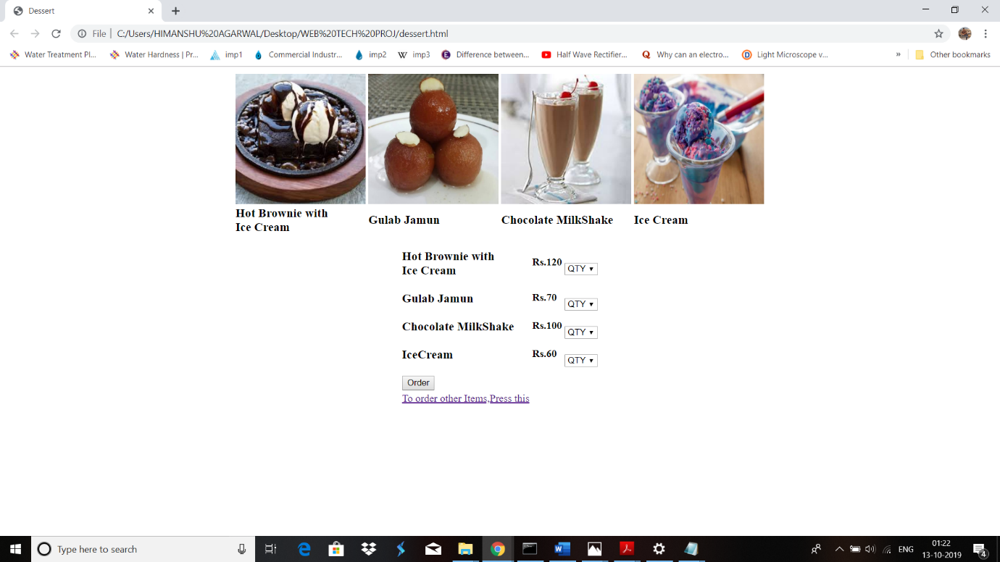 Dessert
File | C:/Users/HIMANSHU%20AGARWAL/Desktop/WEB%20TECH%20PROJ/dessert.html
Water Treatment Pl... Water Hardness | Pr... imp1 Commercial Industr... imp2 W imp3 E Difference between... Half Wave Rectifier... Q Why can an electro... D Light Microscope v... » Other bookmarks
Hot Brownie with
Ice Cream
Gulab Jamun
Chocolate MilkShake
Ice Cream
Hot Brownie with
Ice Cream
Rs.120 QTY
Gulab Jamun Rs.70 QTY
Chocolate MilkShake Rs.100 QTY
IceCream Rs.60 QTY
Order
To order other Items,Press this
Type here to search
ENG
01:22
13-10-2019
4